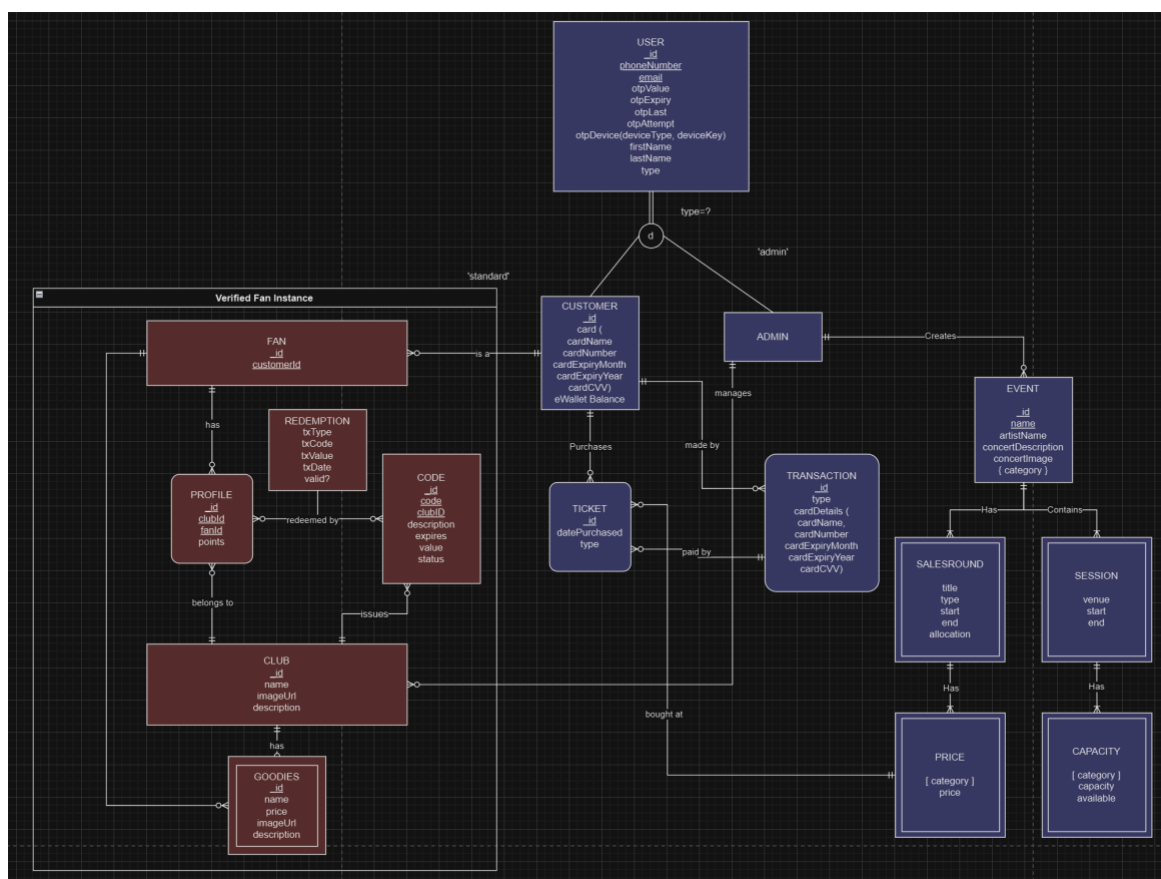 USER
_id
phoneNumber
email
otpValue
otpExpiry
otpLast
otpAttempt
otpDevice(deviceType, deviceKey)
firstName
lastName
type
type=?
d
'admin'
'standard'
Verified Fan Instance
FAN
_id
customerId
is a
CUSTOMER
_id
card (
cardName
cardNumber
cardExpiryMonth
cardExpiryYear
cardCVV)
eWallet Balance
ADMIN
Creates
manages
EVENT
_id
name
artistName
concertDescription
concertImage
{ category }
has
REDEMPTION
txType
txCode
txValue
txDate
valid?
Purchases
made by
PROFILE
_id
clubId
fanId
points
redeemed by
CODE
_id
code
clubID
description
expires
value
status
TICKET
_id
datePurchased
type
paid by
TRANSACTION
_id
type
cardDetails (
cardName,
cardNumber
cardExpiryMonth
cardExpiryYear
cardCVV)
Has
Contains
SALESROUND
title
type
start
end
allocation
SESSION
venue
start
end
belongs to
issues
CLUB
_id
name
imageUrl
description
Has
Has
bought at
has
GOODIES
_id
name
price
imageUrl
description
PRICE
[ category ]
price
CAPACITY
[ category ]
capacity
available